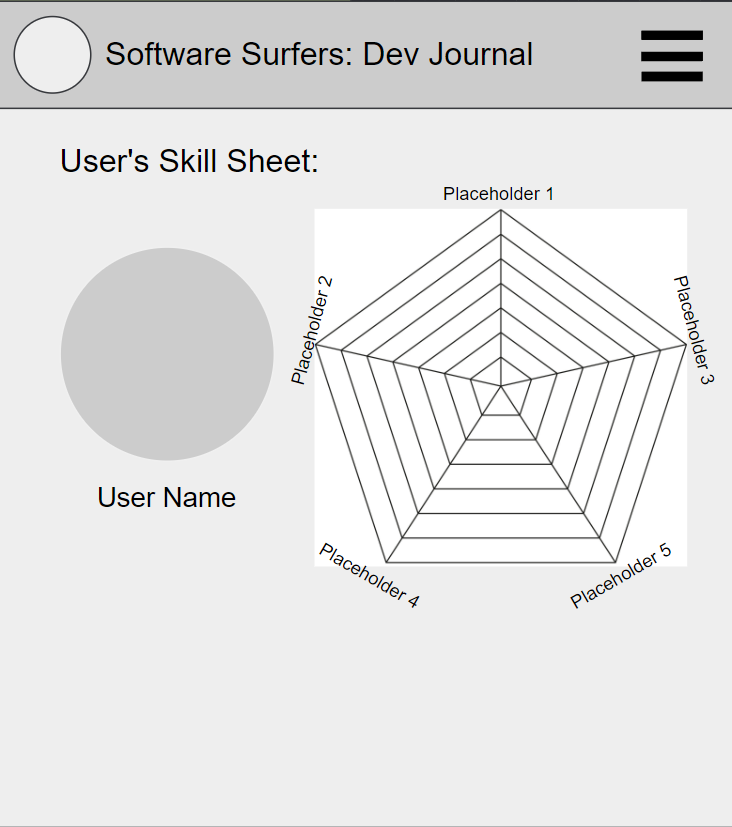 Software Surfers: Dev Journal
User's Skill Sheet:
Placeholder 1
Placeholder 2
Placeholder 3
User Name
Placeholder 4
Placeholder 5